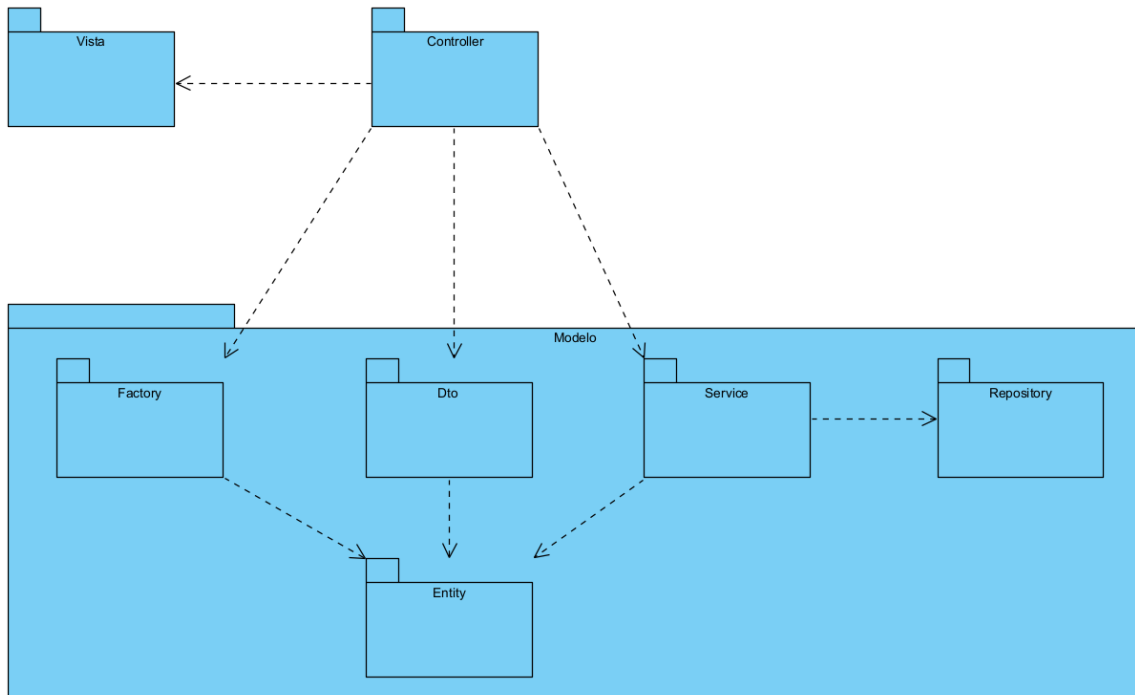 Vista
Controller
Modelo
Factory
Dto
Service
Repository
Entity